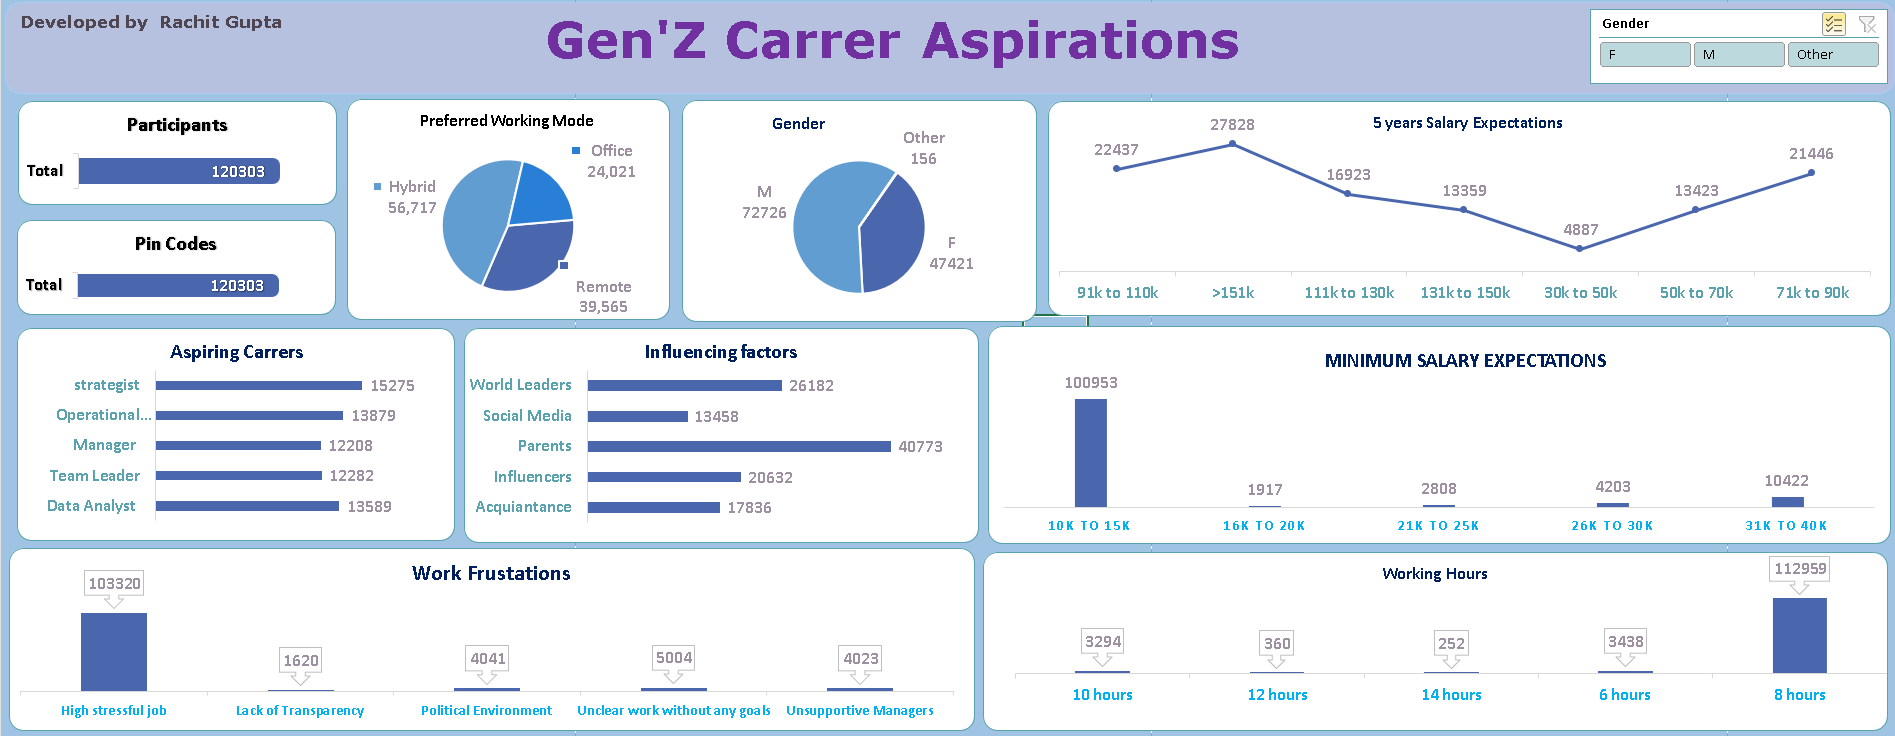 Developed by  Rachit Gupta
Gen'Z Carrer Aspirations
Gender
F
M
Other
Participants
Total
120303
Pin Codes
Total
120303
Preferred Working Mode
Office
24,021
Hybrid
56,717
Remote
39,565
Gender
Other
156
M
72726
F
47421
5 years Salary Expectations
22437
27828
16923
13359
4887
13423
21446
91k to 110k
>151k
111k to 130k
131k to 150k
30k to 50k
50k to 70k
71k to 90k
Aspiring Carrers
strategist 15275
Operational... 13879
Manager 12208
Team Leader 12282
Data Analyst 13589
Influencing factors
World Leaders 26182
Social Media 13458
Parents 40773
Influencers 20632
Acquiantance 17836
MINIMUM SALARY EXPECTATIONS
100953
1917
2808
4203
10422
10K TO 15K
16K TO 20K
21K TO 25K
26K TO 30K
31K TO 40K
Work Frustations
103320
1620
4041
5004
4023
High stressful job
Lack of Transparency
Political Environment
Unclear work without any goals
Unsupportive Managers
Working Hours
3294
360
252
3438
112959
10 hours
12 hours
14 hours
6 hours
8 hours